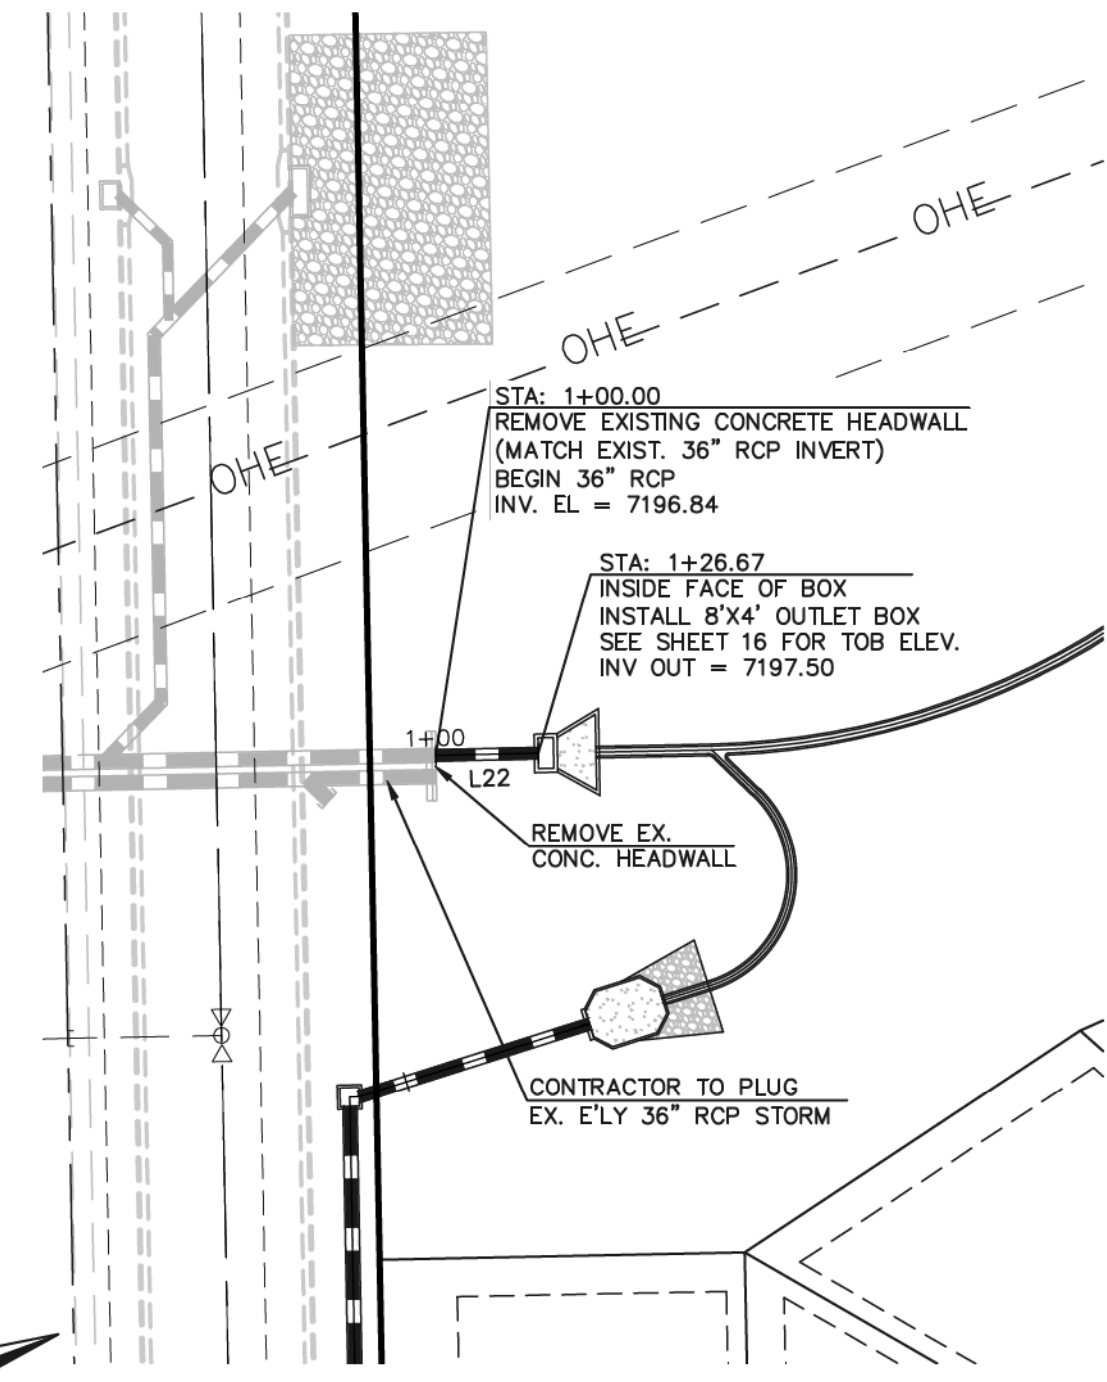 OHE
OHE
STA: 1+00.00
REMOVE EXISTING CONCRETE HEADWALL
(MATCH EXIST. 36" RCP INVERT)
BEGIN 36" RCP
INV. EL = 7196.84
OHE
STA: 1+26.67
INSIDE FACE OF BOX
INSTALL 8'X4' OUTLET BOX
SEE SHEET 16 FOR TOB ELEV.
INV OUT = 7197.50
1+00
L22
REMOVE EX.
CONC. HEADWALL
CONTRACTOR TO PLUG
EX. E'LY 36" RCP STORM